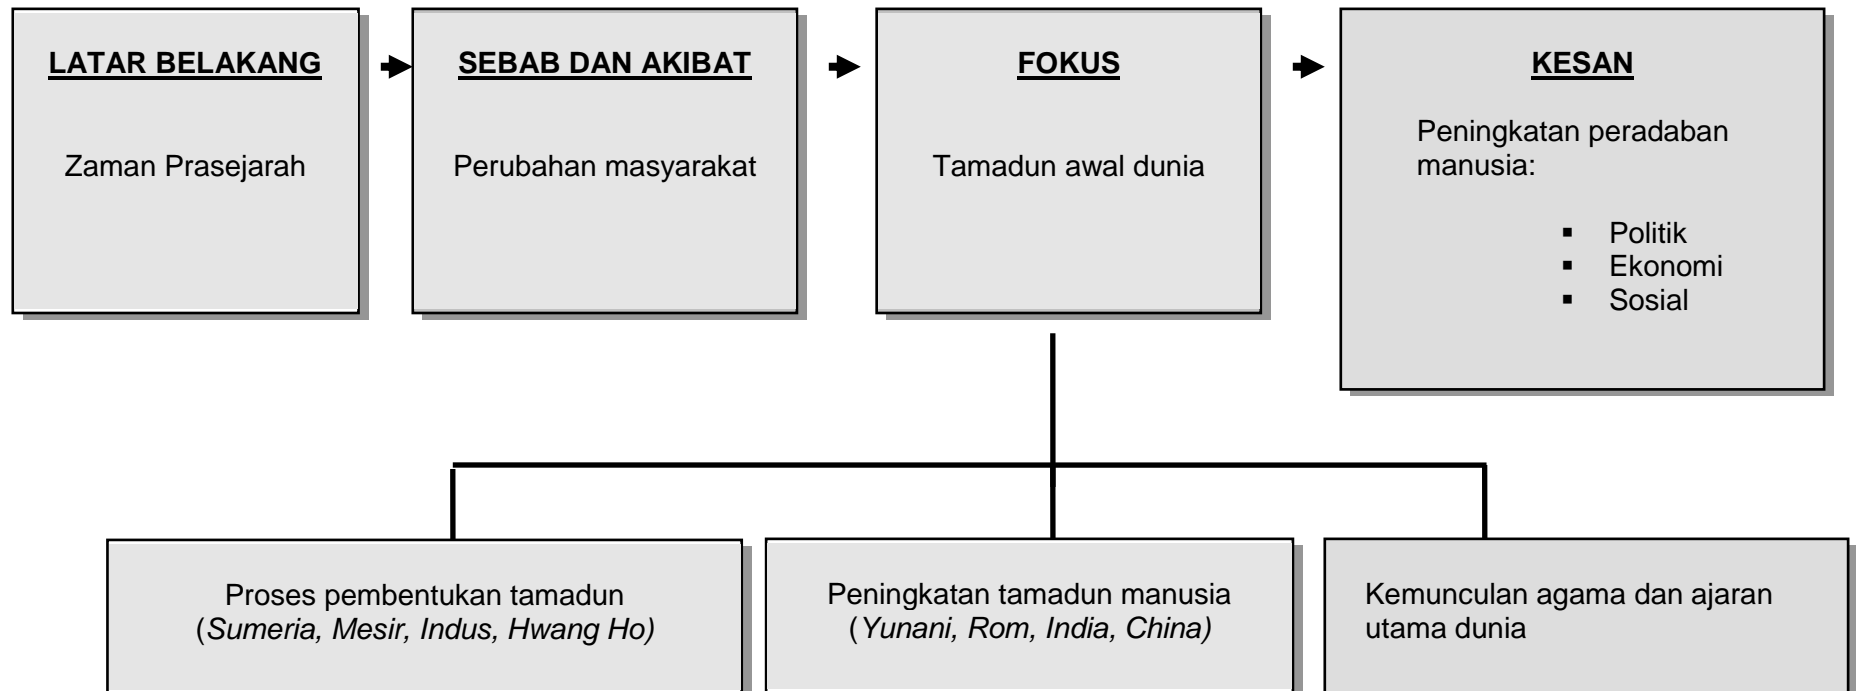 LATAR BELAKANG
Zaman Prasejarah
SEBAB DAN AKIBAT
Perubahan masyarakat
FOKUS
Tamadun awal dunia
KESAN
Peningkatan peradaban
manusia:
▪ Politik
▪ Ekonomi
▪ Sosial
Proses pembentukan tamadun
(Sumeria, Mesir, Indus, Hwang Ho)
Peningkatan tamadun manusia
(Yunani, Rom, India, China)
Kemunculan agama dan ajaran
utama dunia